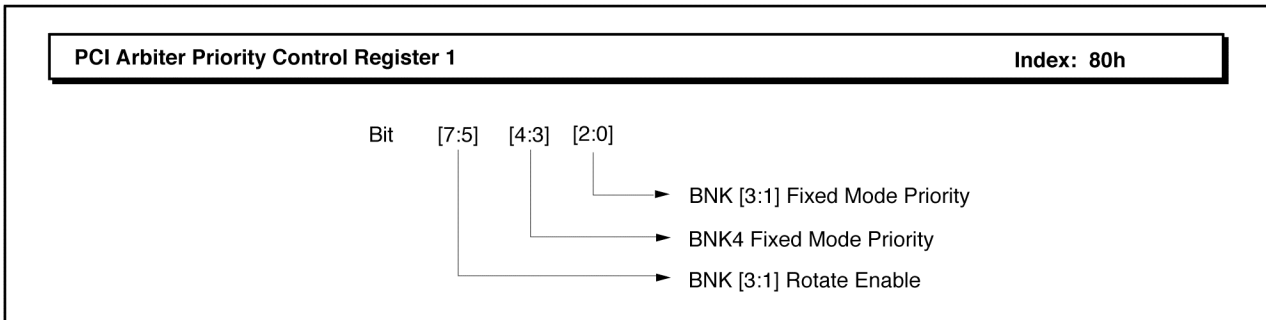 PCI Arbiter Priority Control Register 1 Index: 80h
Bit [7:5] [4:3] [2:0]
BNK [3:1] Fixed Mode Priority
BNK4 Fixed Mode Priority
BNK [3:1] Rotate Enable